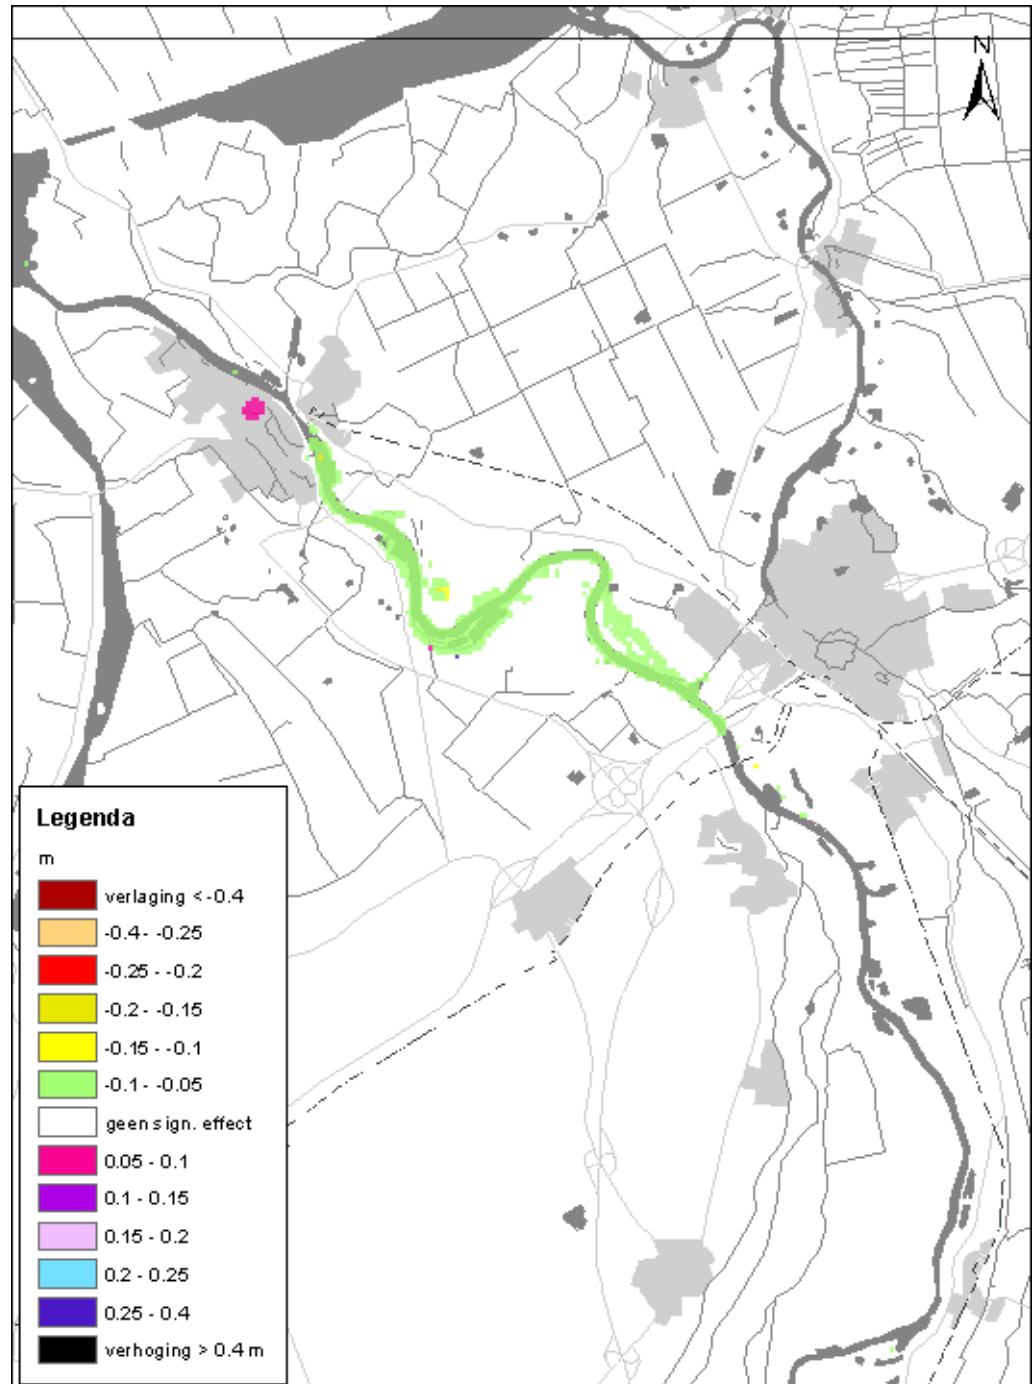 N
Legenda
m
verlaging < -0.4
-0.4 - -0.25
-0.25 - -0.2
-0.2 - -0.15
-0.15 - -0.1
-0.1 - -0.05
geen sign. effect
0.05 - 0.1
0.1 - 0.15
0.15 - 0.2
0.2 - 0.25
0.25 - 0.4
verhoging > 0.4 m